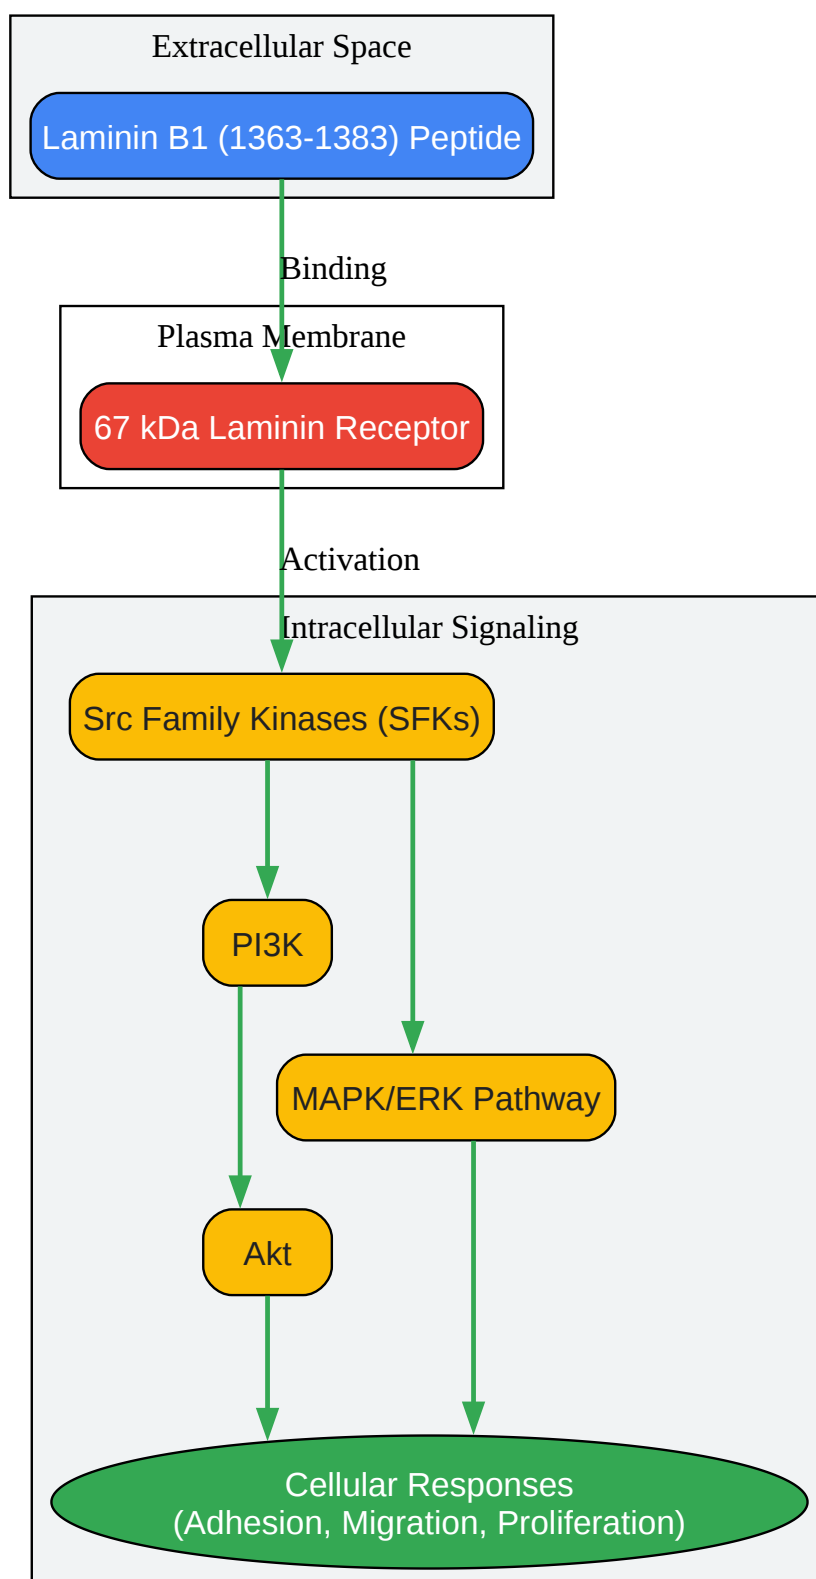 Extracellular Space
Laminin B1 (1363-1383) Peptide
Binding
Plasma Membrane
67 kDa Laminin Receptor
Activation
Intracellular Signaling
Src Family Kinases (SFKs)
PI3K
MAPK/ERK Pathway
Akt
Cellular Responses
(Adhesion, Migration, Proliferation)